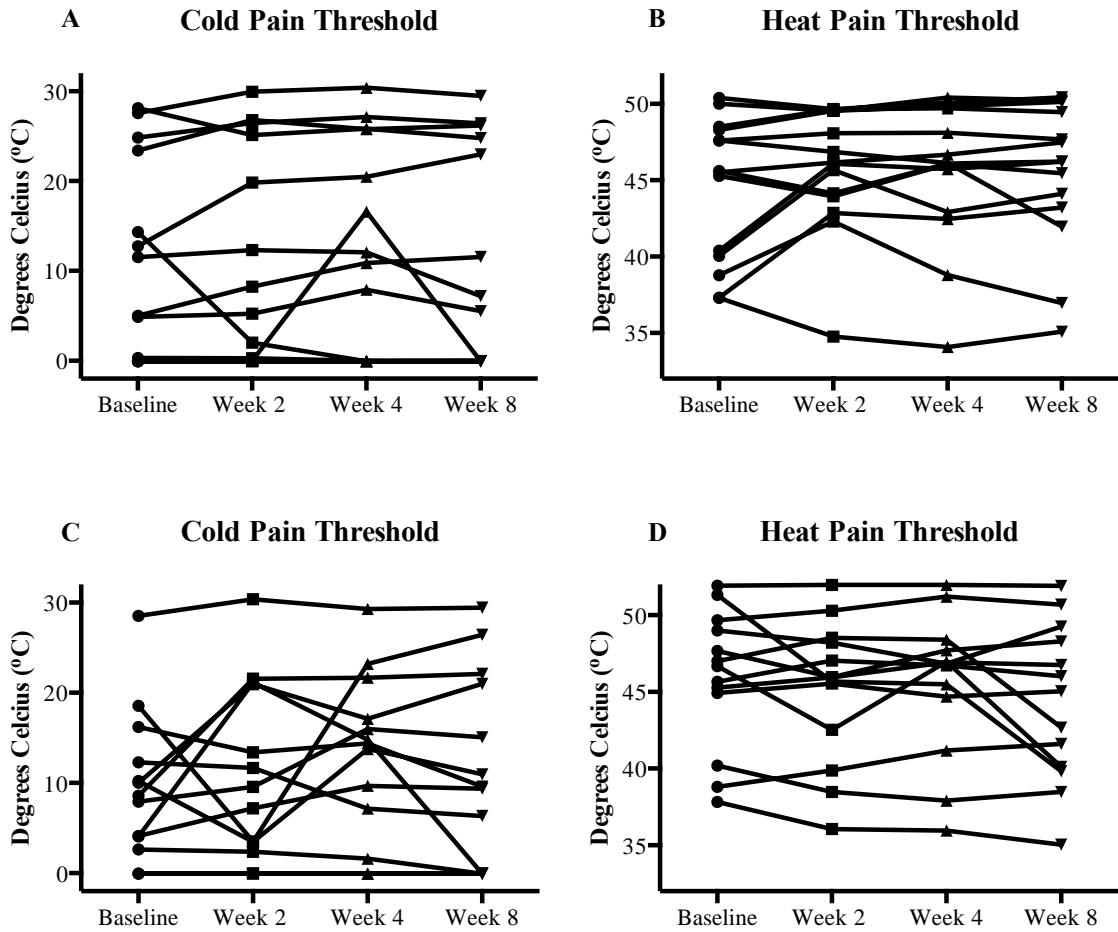 A Cold Pain Threshold
Degrees Celcius (ºC)
30
20
10
0
Baseline Week 2 Week 4 Week 8
B Heat Pain Threshold
Degrees Celcius (ºC)
50
45
40
35
Baseline Week 2 Week 4 Week 8
C Cold Pain Threshold
Degrees Celcius (ºC)
30
20
10
0
Baseline Week 2 Week 4 Week 8
D Heat Pain Threshold
Degrees Celcius (ºC)
50
45
40
35
Baseline Week 2 Week 4 Week 8